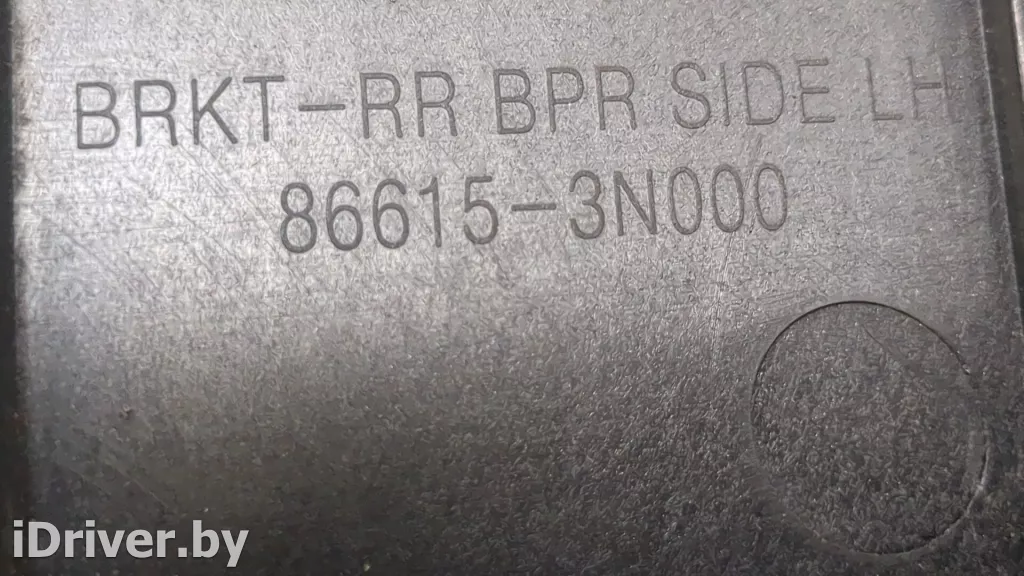 BRKT-RR BPR SIDE LH
86615-3N000
iDriver.by